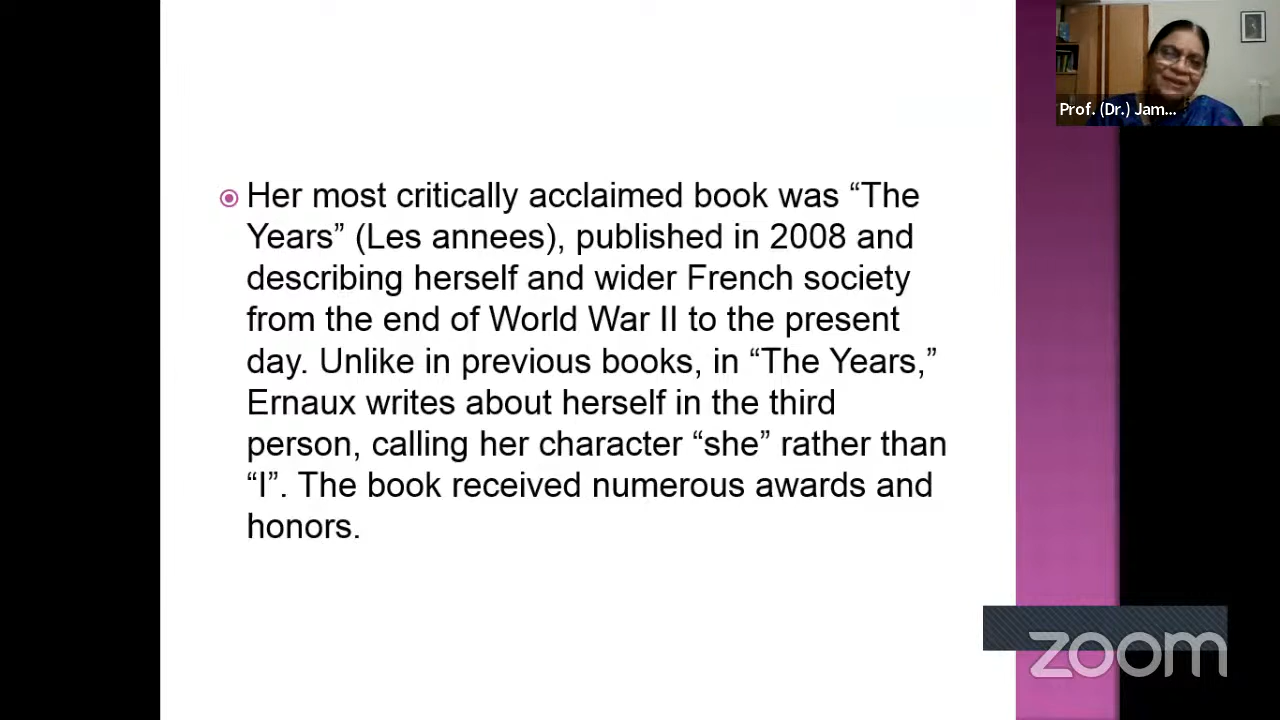 Prof. (Dr.) Jam...
Her most critically acclaimed book was “The
Years” (Les annees), published in 2008 and
describing herself and wider French society
from the end of World War II to the present
day. Unlike in previous books, in “The Years,”
Ernaux writes about herself in the third
person, calling her character “she” rather than
“I”. The book received numerous awards and
honors.
zoom